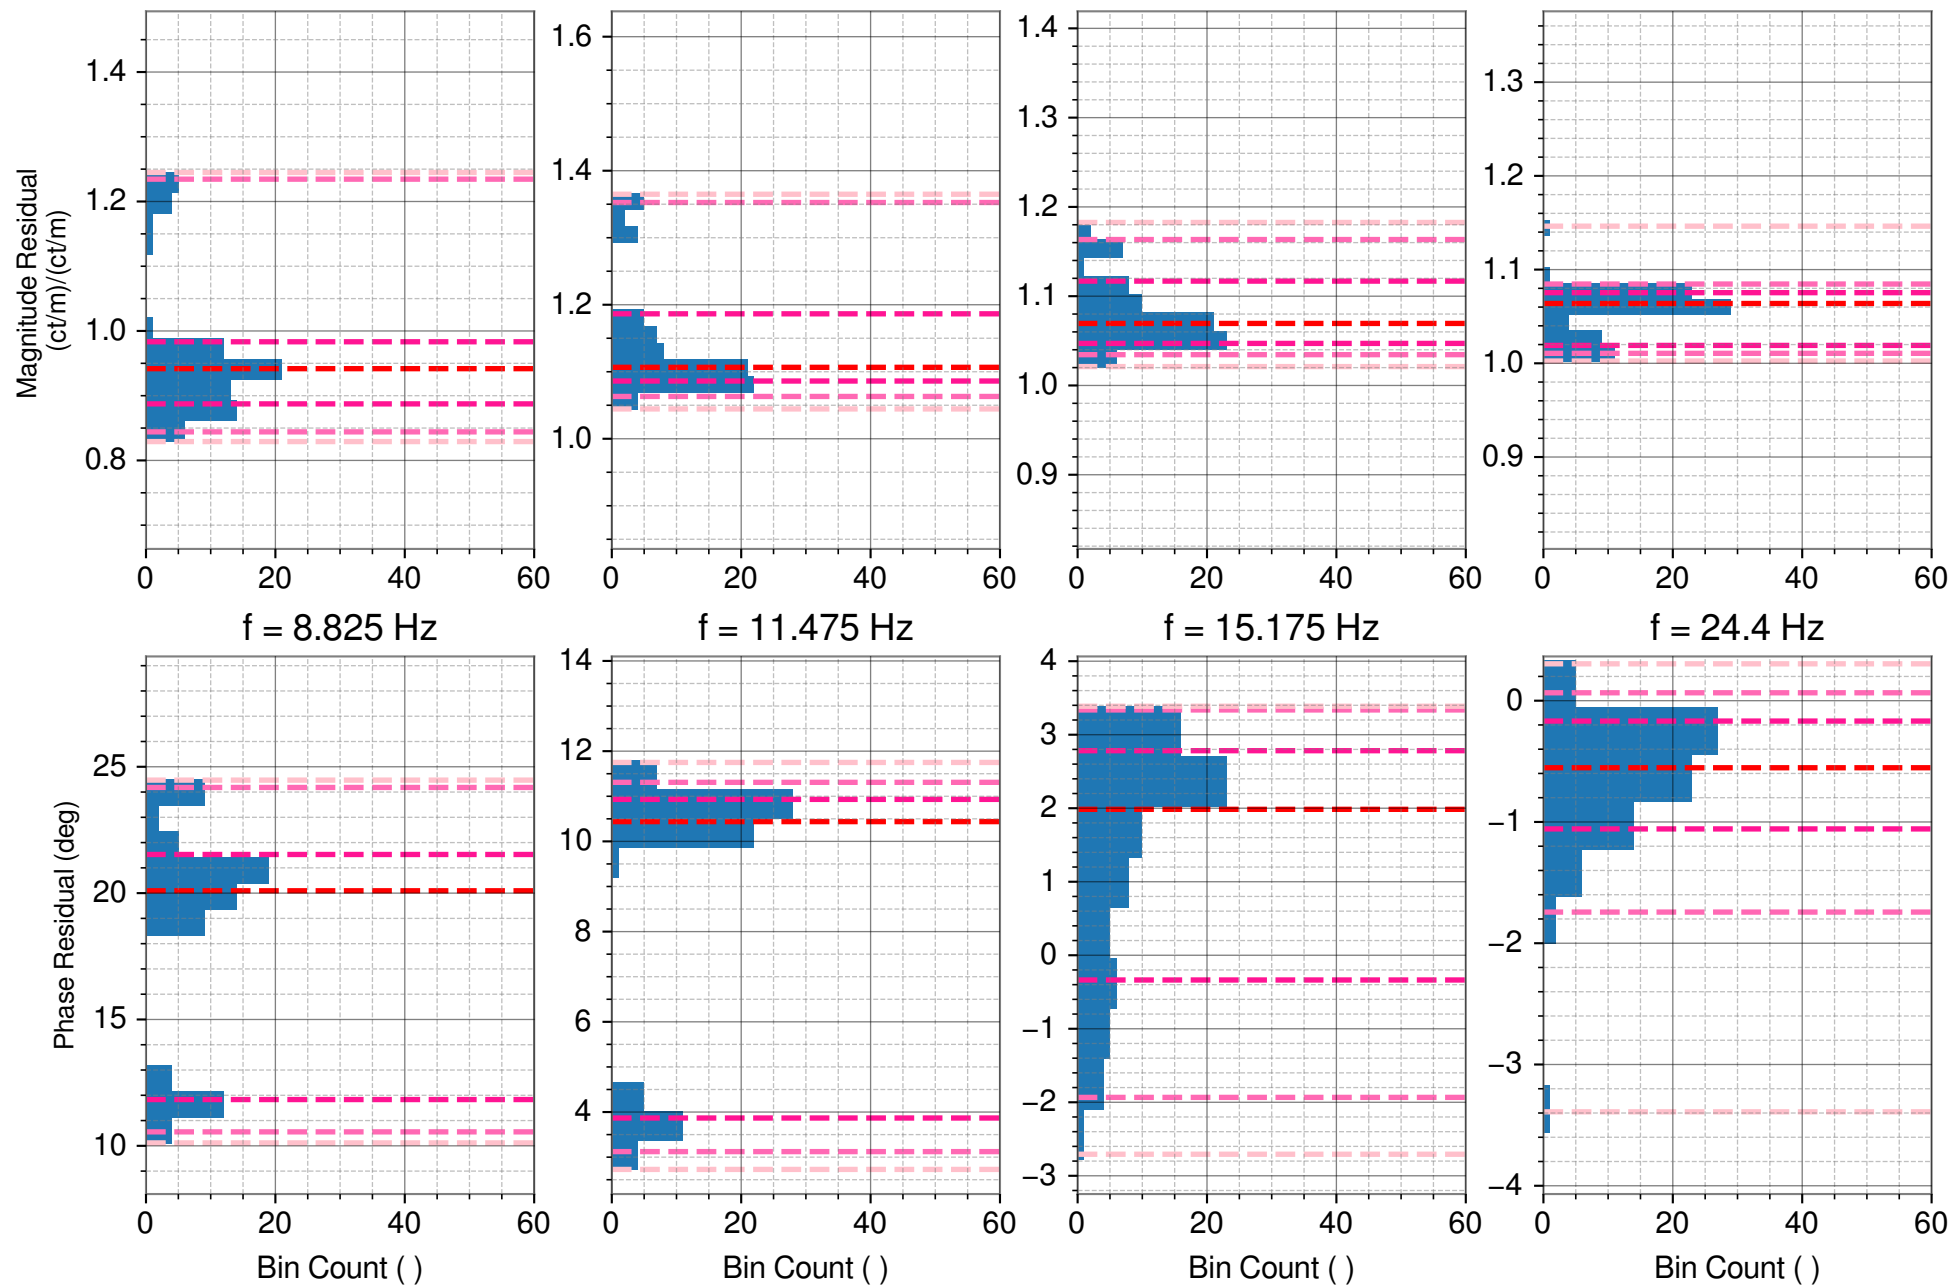 Magnitude Residual
(ct/m)/(ct/m)
1.4
1.2
1.0
0.8
0 20 40 60
1.6
1.4
1.2
1.0
0 20 40 60
1.4
1.3
1.2
1.1
1.0
0.9
0 20 40 60
1.3
1.2
1.1
1.0
0.9
0 20 40 60
f = 8.825 Hz
f = 11.475 Hz
f = 15.175 Hz
f = 24.4 Hz
Phase Residual (deg)
25
20
15
10
0 20 40 60
Bin Count ( )
14
12
10
8
6
4
0 20 40 60
Bin Count ( )
4
3
2
1
0
−1
−2
−3
0 20 40 60
Bin Count ( )
0
−1
−2
−3
−4
0 20 40 60
Bin Count ( )